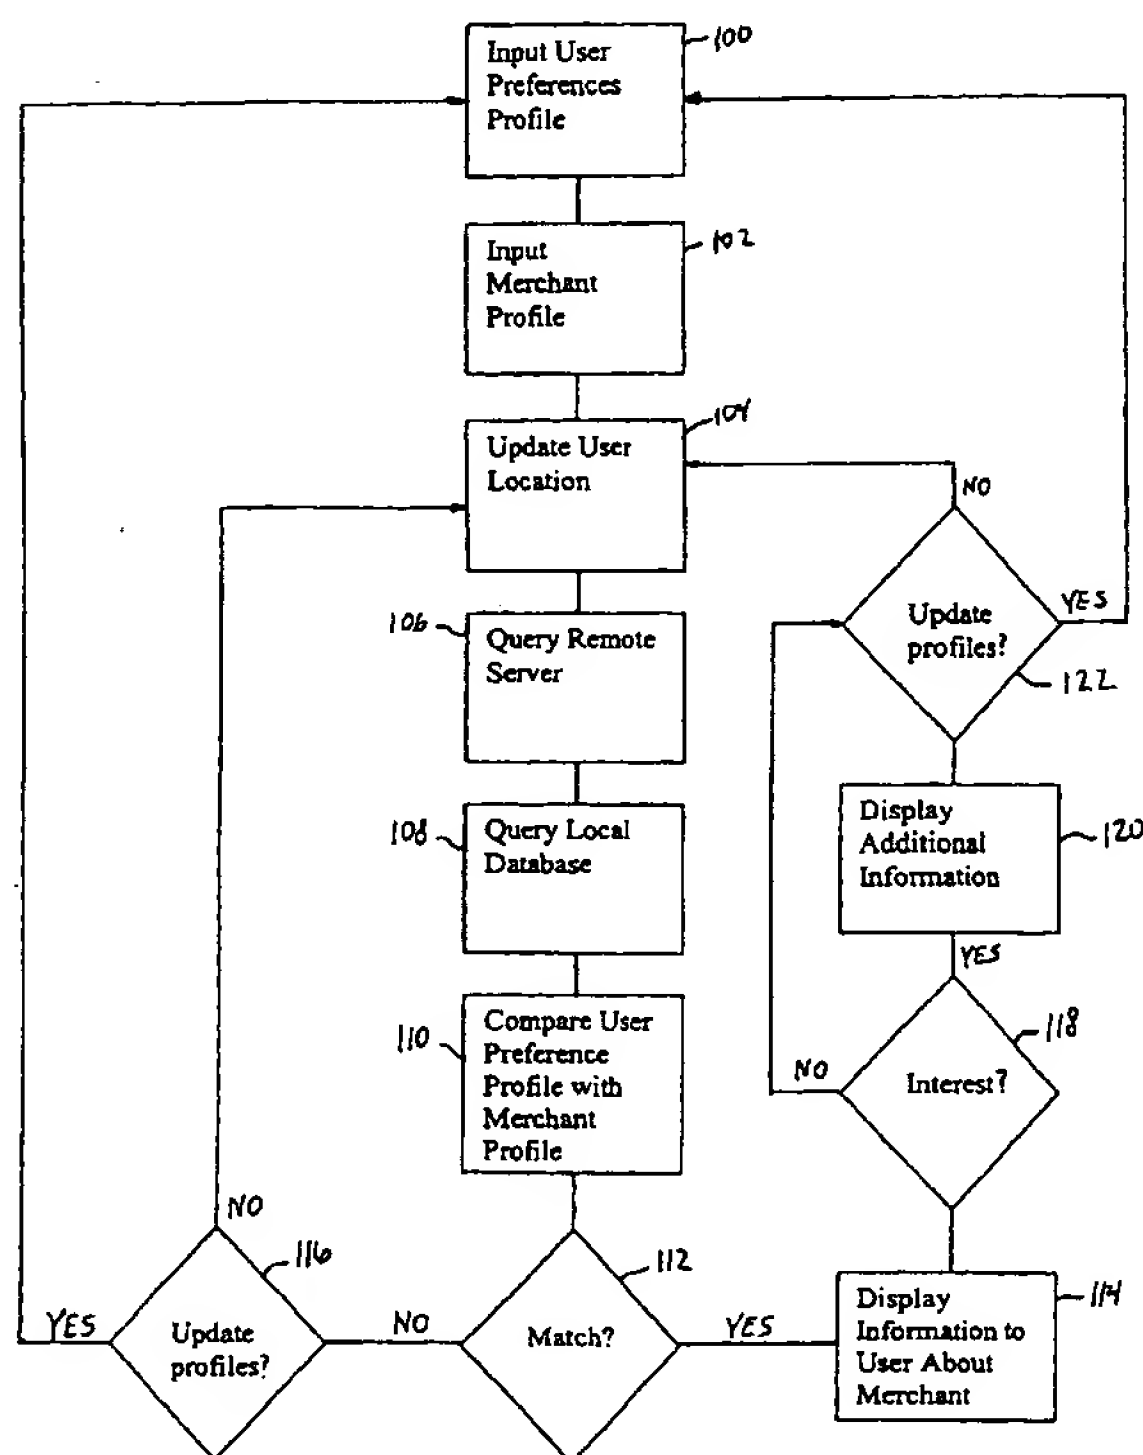 Input User
Preferences
Profile
100
Input
Merchant
Profile
102
Update User
Location
104
NO
Update
profiles?
YES
122
106
Query Remote
Server
108
Query Local
Database
Display
Additional
Information
120
YES
110
Compare User
Preference
Profile with
Merchant
Profile
NO
Interest?
118
NO
116
YES
Update
profiles?
NO
Match?
112
YES
Display
Information to
User About
Merchant
114